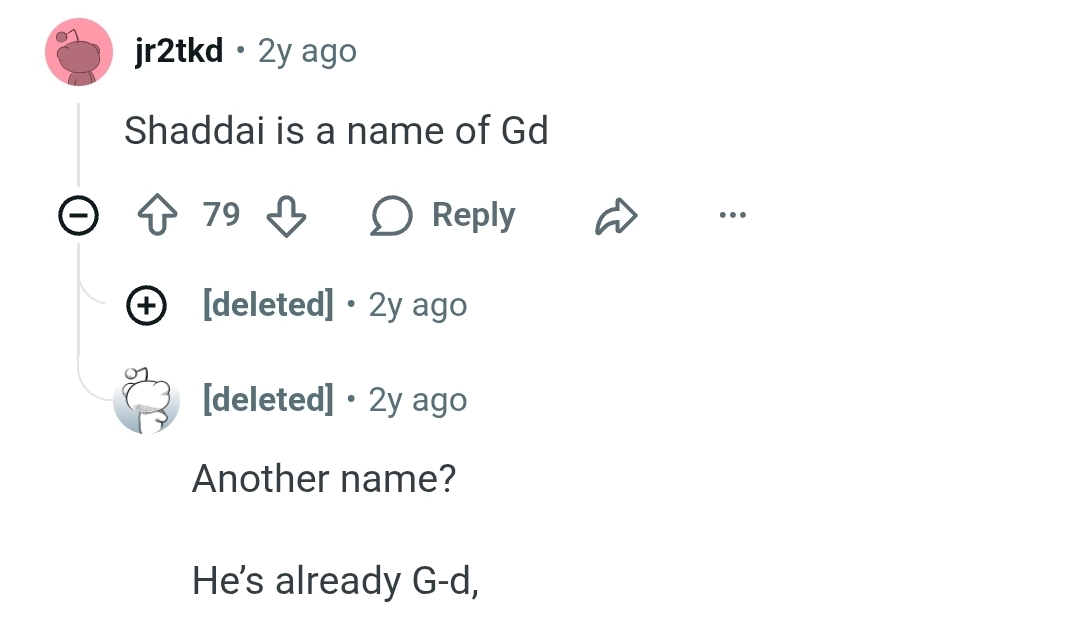 jr2tkd • 2y ago
Shaddai is a name of Gd
79 Reply ...
[deleted] • 2y ago
[deleted] • 2y ago
Another name?
He’s already G-d,